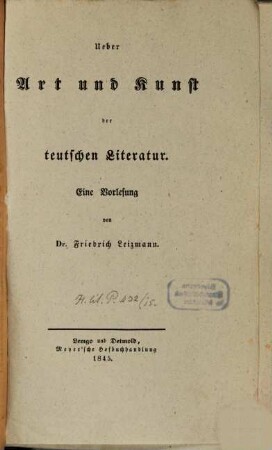 Ueber
Art und Kunst
der
teutschen Literatur.
Eine Vorlesung
von
Dr. Friedrich Leizmann.
Lemgo und Detmold,
Meyer'sche Hofbuchhandlung
1845.